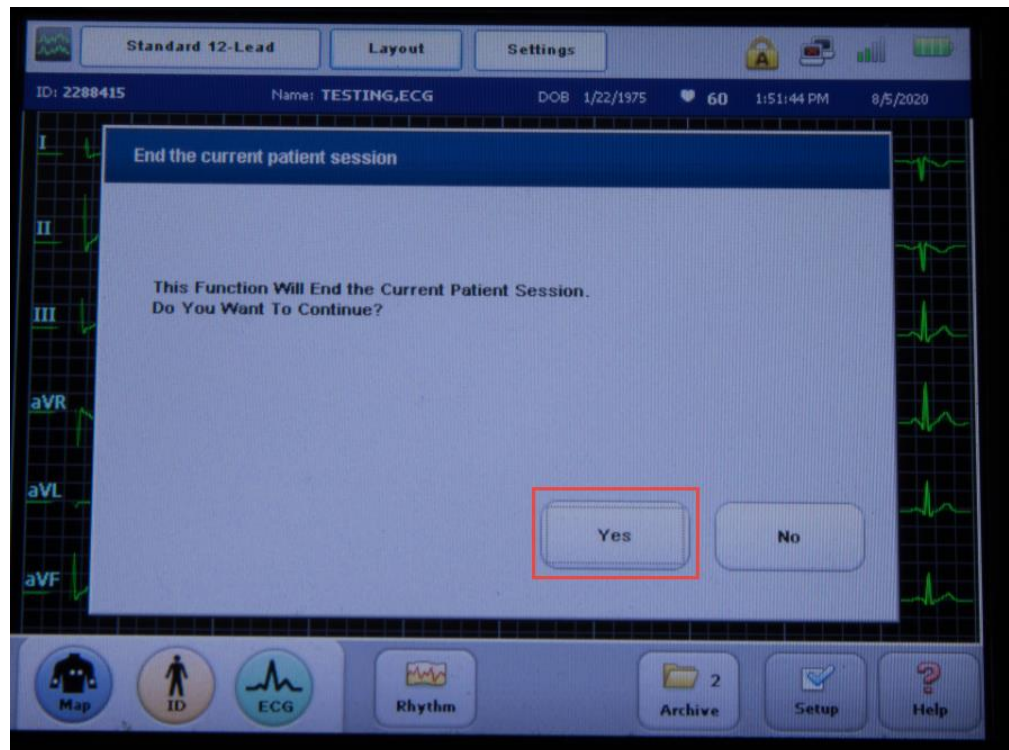 Standard 12-Lead Layout Settings A
ID: 2288415 Name: TESTING,ECG DOB 1/22/1975 60 1:51:44 PM 8/5/2020
End the current patient session
I
II
This Function Will End the Current Patient Session.
Do You Want To Continue?
III
aVR
aVL
Yes No
aVF
Map ID ECG Rhythm 2 Archive Setup ? Help